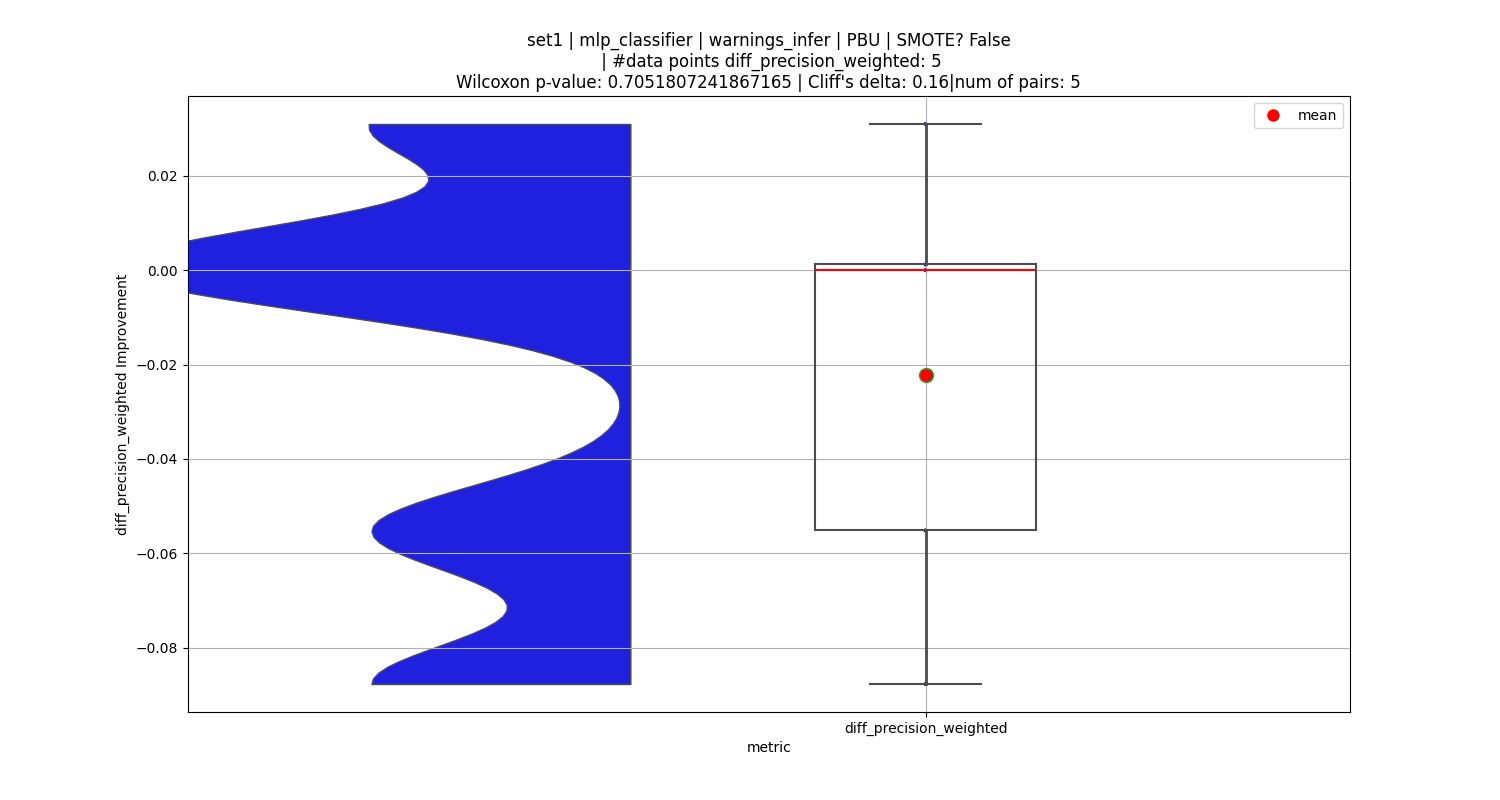 set1 | mlp_classifier | warnings_infer | PBU | SMOTE? False
| #data points diff_precision_weighted: 5
Wilcoxon p-value: 0.7051807241867165 | Cliff's delta: 0.16|num of pairs: 5
mean
0.02
0.00
−0.02
−0.04
−0.06
−0.08
diff_precision_weighted Improvement
diff_precision_weighted
metric